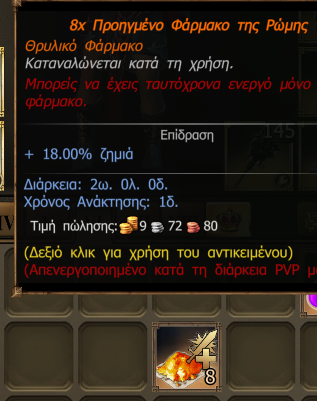 8x Προηγμένο Φάρμακο της Ρώμης
Θρυλικό Φάρμακο
Καταναλώνεται κατά τη χρήση.
Μπορείς να έχεις ταυτόχρονα ενεργό μόνο
φάρμακο.
Επίδραση
+ 18.00% ζημιά
145
Διάρκεια: 2ω. 0λ. 0δ.
Χρόνος Ανάκτησης: 1δ.
Τιμή πώλησης: 9 72 80
(Δεξιό κλικ για χρήση του αντικειμένου)
(Απενεργοποιημένο κατά τη διάρκεια PVP
8